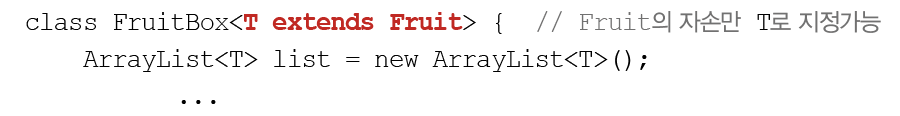 class FruitBox<T extends Fruit> {  // Fruit의 자손만 T로 지정가능
    ArrayList<T> list = new ArrayList<T>();
        ...